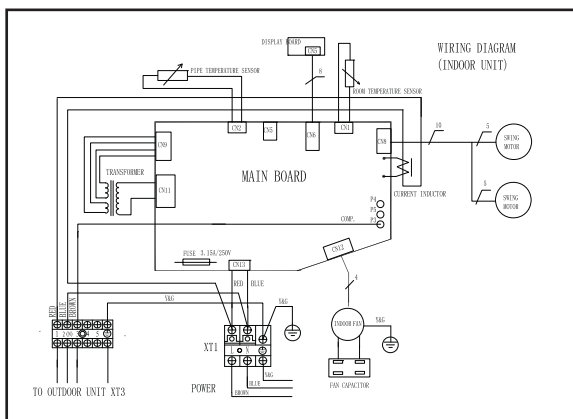 DISPLAY BOARD
CN5
WIRING DIAGRAM
(INDOOR UNIT)
PIPE TEMPERATURE SENSOR
8
ROOM TEMPERATURE SENSOR
CN2
CN5
CN6
CN1
10
5
CN9
CN8
SWING
MOTOR
TRANSFORMER
CN11
MAIN BOARD
CURRENT INDUCTOR
5
SWING
MOTOR
P4
P5
COMP.
P3
CN12
FUSE 3.15A/250V
CN13
RED
BLUE
4
RED
BLUE
BROWN
Y&G
Y&G
INDOOR FAN
Y&G
XT1
L
N
Y&G
POWER
BLUE
BROWN
FAN CAPACITOR
TO OUTDOOR UNIT XT3